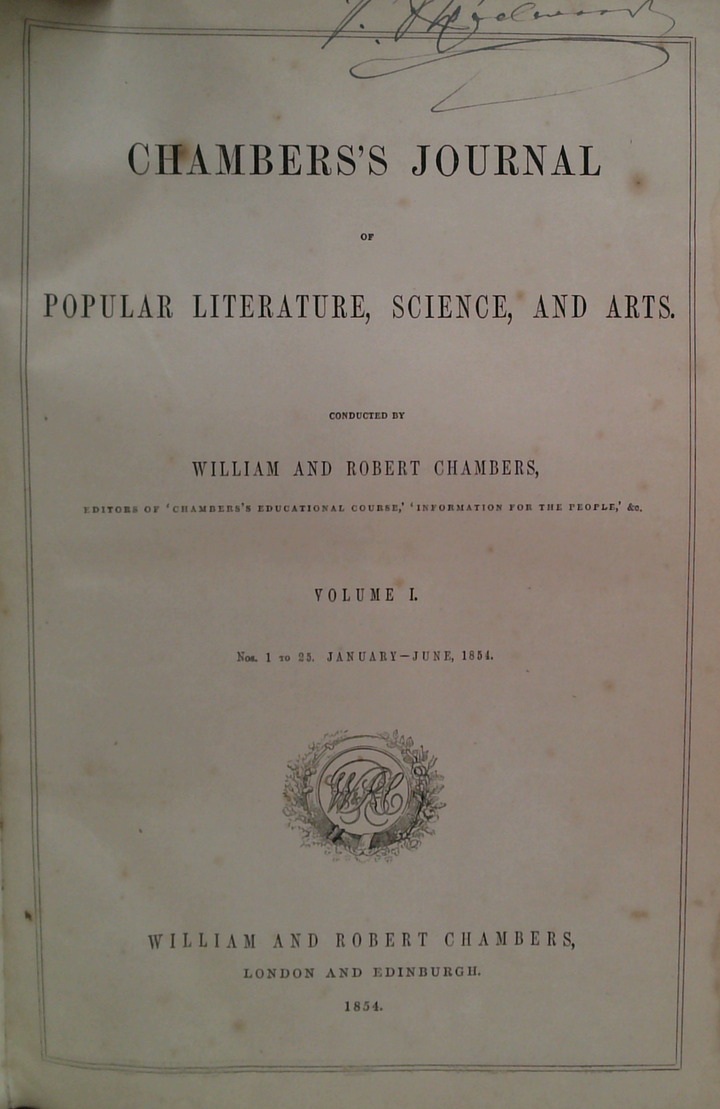 CHAMBERS'S JOURNAL
OF
POPULAR LITERATURE, SCIENCE, AND ARTS.
CONDUCTED BY
WILLIAM AND ROBERT CHAMBERS,
EDITORS OF 'CHAMBERS'S EDUCATIONAL COURSE,' 'INFORMATION FOR THE PEOPLE,' &c.
VOLUME I.
Nos. 1 TO 25. JANUARY—JUNE, 1854.
W&RC
WILLIAM AND ROBERT CHAMBERS,
LONDON AND EDINBURGH.
1854.